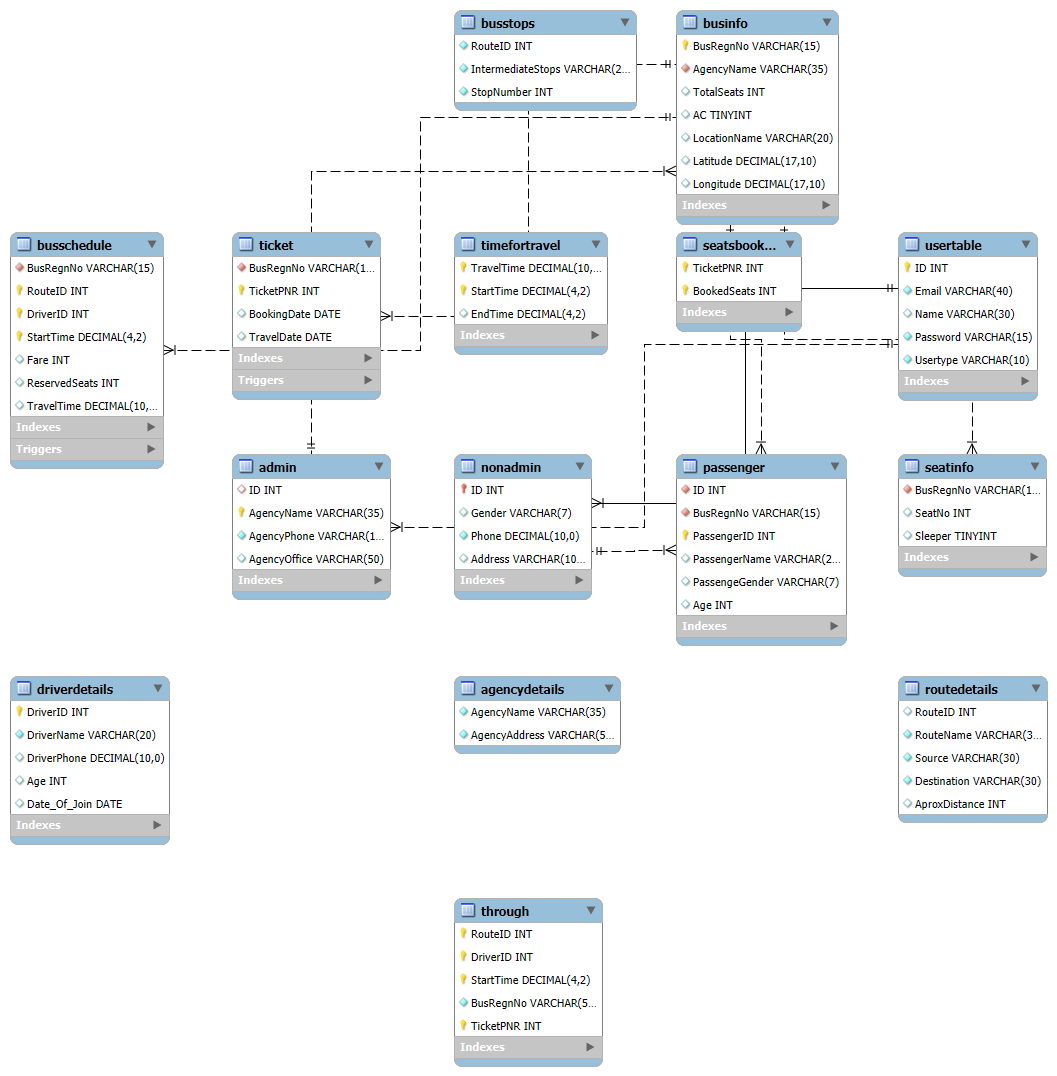 busstops
RouteID INT
IntermediateStops VARCHAR(2...
StopNumber INT
businfo
BusRegnNo VARCHAR(15)
AgencyName VARCHAR(35)
TotalSeats INT
AC TINYINT
LocationName VARCHAR(20)
Latitude DECIMAL(17,10)
Longitude DECIMAL(17,10)
Indexes
busschedule
BusRegnNo VARCHAR(15)
RouteID INT
DriverID INT
StartTime DECIMAL(4,2)
Fare INT
ReservedSeats INT
TravelTime DECIMAL(10,...
Indexes
Triggers
ticket
BusRegnNo VARCHAR(1...
TicketPNR INT
BookingDate DATE
TravelDate DATE
Indexes
Triggers
timefortravel
TravelTime DECIMAL(10,...
StartTime DECIMAL(4,2)
EndTime DECIMAL(4,2)
Indexes
seatsbook...
TicketPNR INT
BookedSeats INT
Indexes
usertable
ID INT
Email VARCHAR(40)
Name VARCHAR(30)
Password VARCHAR(15)
Usertype VARCHAR(10)
Indexes
admin
ID INT
AgencyName VARCHAR(35)
AgencyPhone VARCHAR(1...
AgencyOffice VARCHAR(50)
Indexes
nonadmin
ID INT
Gender VARCHAR(7)
Phone DECIMAL(10,0)
Address VARCHAR(10...
Indexes
passenger
ID INT
BusRegnNo VARCHAR(15)
PassengerID INT
PassengerName VARCHAR(2...
PassengeGender VARCHAR(7)
Age INT
Indexes
seatinfo
BusRegnNo VARCHAR(1...
SeatNo INT
Sleeper TINYINT
Indexes
driverdetails
DriverID INT
DriverName VARCHAR(20)
DriverPhone DECIMAL(10,0)
Age INT
Date_Of_Join DATE
Indexes
agencydetails
AgencyName VARCHAR(35)
AgencyAddress VARCHAR(5...
routedetails
RouteID INT
RouteName VARCHAR(3...
Source VARCHAR(30)
Destination VARCHAR(30)
AproxDistance INT
through
RouteID INT
DriverID INT
StartTime DECIMAL(4,2)
BusRegnNo VARCHAR(5...
TicketPNR INT
Indexes